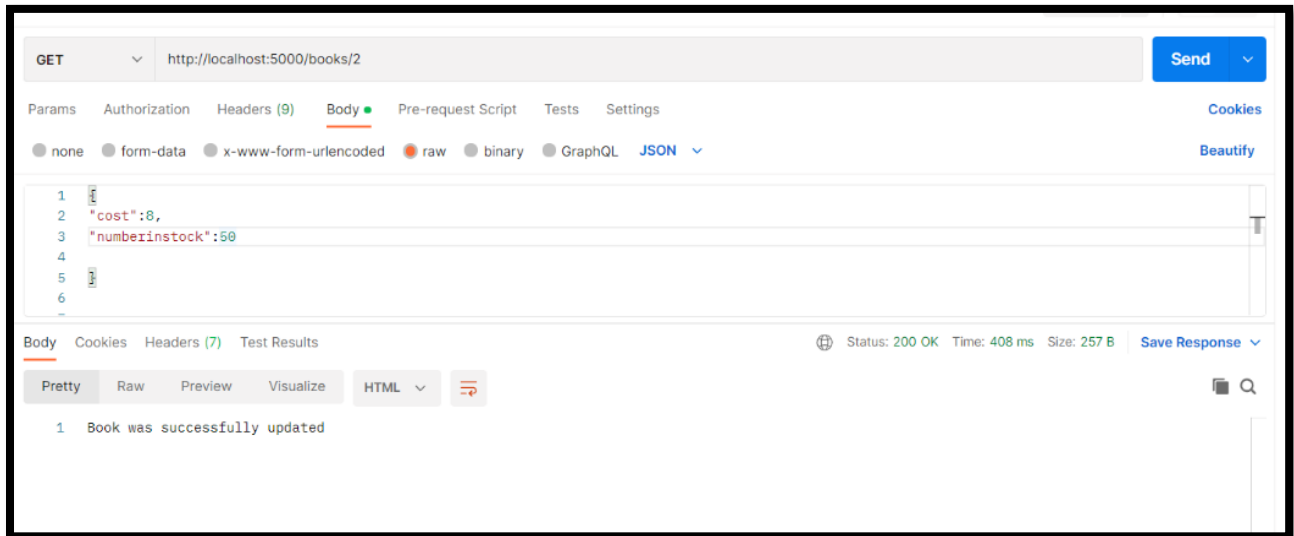 GET http://localhost:5000/books/2 Send
Params Authorization Headers (9) Body Pre-request Script Tests Settings Cookies
none form-data x-www-form-urlencoded raw binary GraphQL JSON Beautify
1 {
2 "cost":8,
3 "numberinstock":50
4
5 }
6
Body Cookies Headers (7) Test Results Status: 200 OK Time: 408 ms Size: 257 B Save Response
Pretty Raw Preview Visualize HTML
1 Book was successfully updated